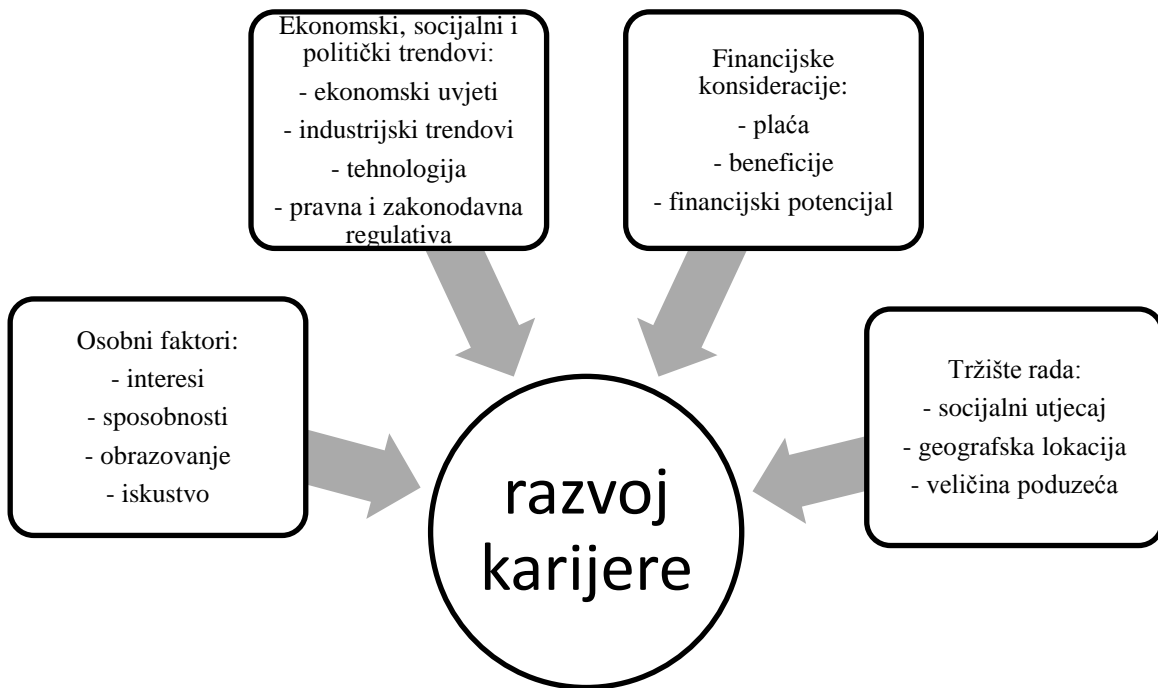 Ekonomski, socijalni i
politički trendovi:
- ekonomski uvjeti
- industrijski trendovi
- tehnologija
- pravna i zakonodavna
regulativa
Financijske
konsideracije:
- plaća
- beneficije
- financijski potencijal
Osobni faktori:
- interesi
- sposobnosti
- obrazovanje
- iskustvo
Tržište rada:
- socijalni utjecaj
- geografska lokacija
- veličina poduzeća
razvoj
karijere